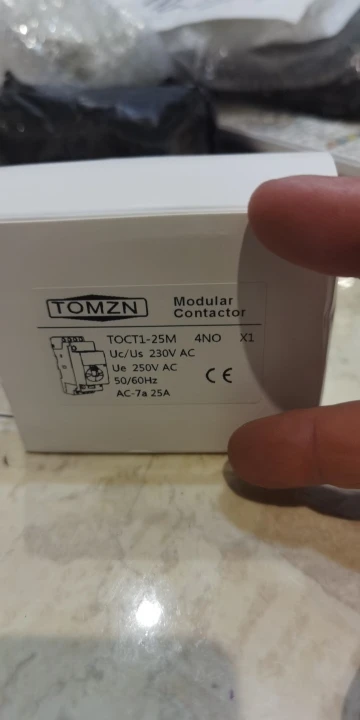 TOMZN
Modular
Contactor
TOCT1-25M 4NO X1
Uc/Us 230V AC
Ue 250V AC
50/60Hz
CE
AC-7a 25A